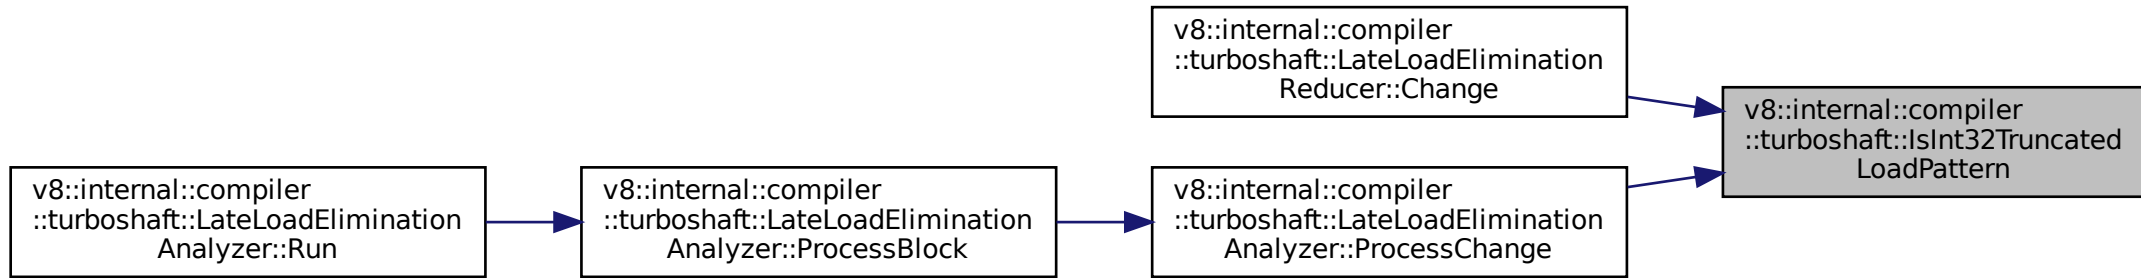 v8::internal::compiler
::turboshaft::LateLoadElimination
Reducer::Change
v8::internal::compiler
::turboshaft::IsInt32Truncated
LoadPattern
v8::internal::compiler
::turboshaft::LateLoadElimination
Analyzer::Run
v8::internal::compiler
::turboshaft::LateLoadElimination
Analyzer::ProcessBlock
v8::internal::compiler
::turboshaft::LateLoadElimination
Analyzer::ProcessChange